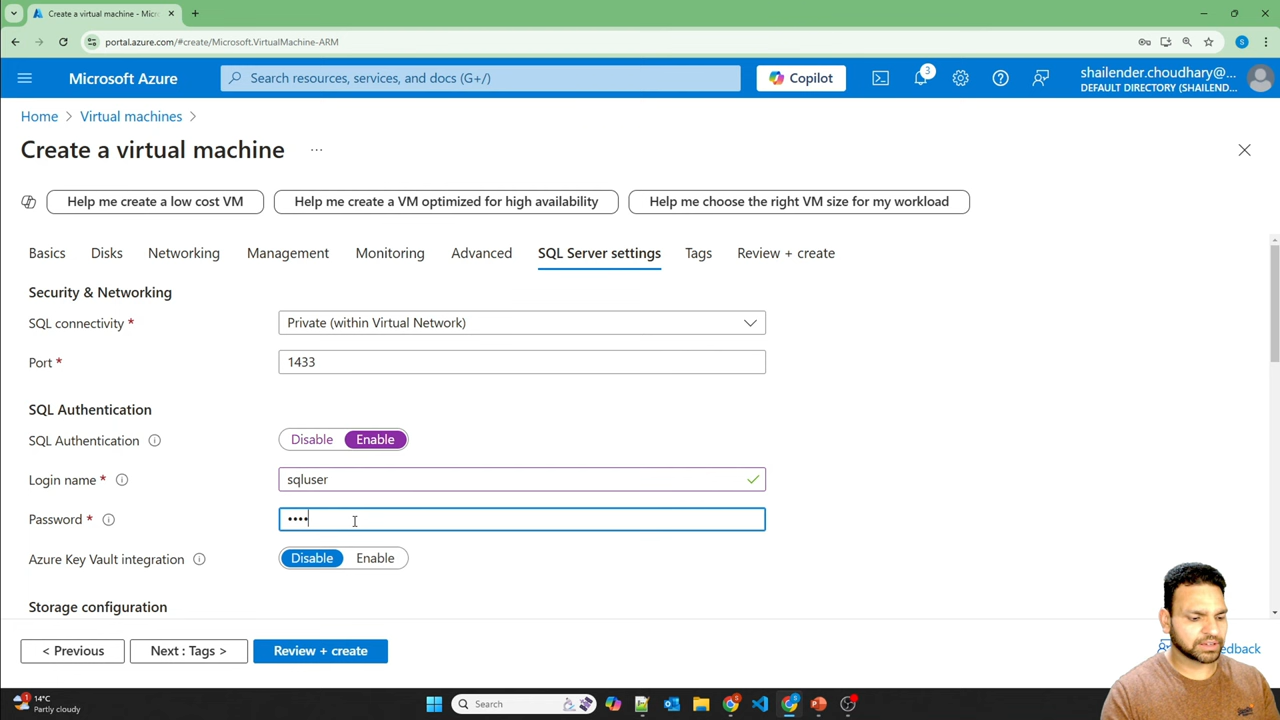 Create a virtual machine - Micr
portal.azure.com/#create/Microsoft.VirtualMachine-ARM
S
Microsoft Azure
Search resources, services, and docs (G+/)
Copilot
3
shailender.choudhary@...
DEFAULT DIRECTORY (SHAILEND...
Home > Virtual machines >
Create a virtual machine ...
Help me create a low cost VM
Help me create a VM optimized for high availability
Help me choose the right VM size for my workload
Basics Disks Networking Management Monitoring Advanced SQL Server settings Tags Review + create
Security & Networking
SQL connectivity * Private (within Virtual Network)
Port * 1433
SQL Authentication
SQL Authentication Disable Enable
Login name * sqluser
Password * ••••
Azure Key Vault integration Disable Enable
Storage configuration
< Previous Next : Tags > Review + create
edback
1
14°C
Partly cloudy
Search